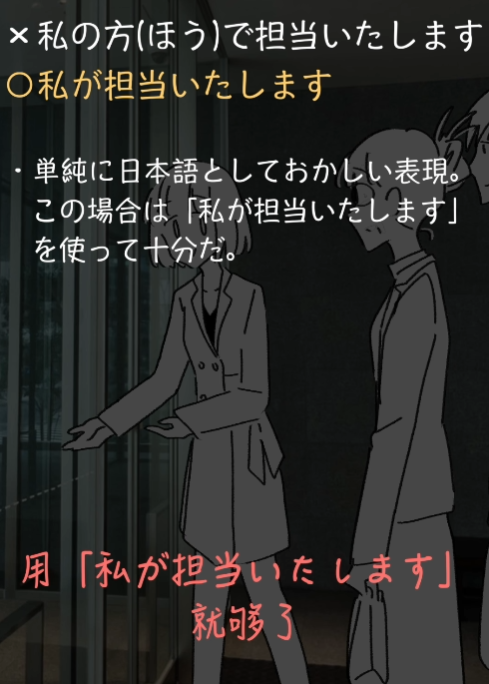 ×私の方(ほう)で担当いたします
○私が担当いたします
・単純に日本語としておかしい表現。
この場合は「私が担当いたします」
を使って十分だ。
用「私が担当いたします」
就够了